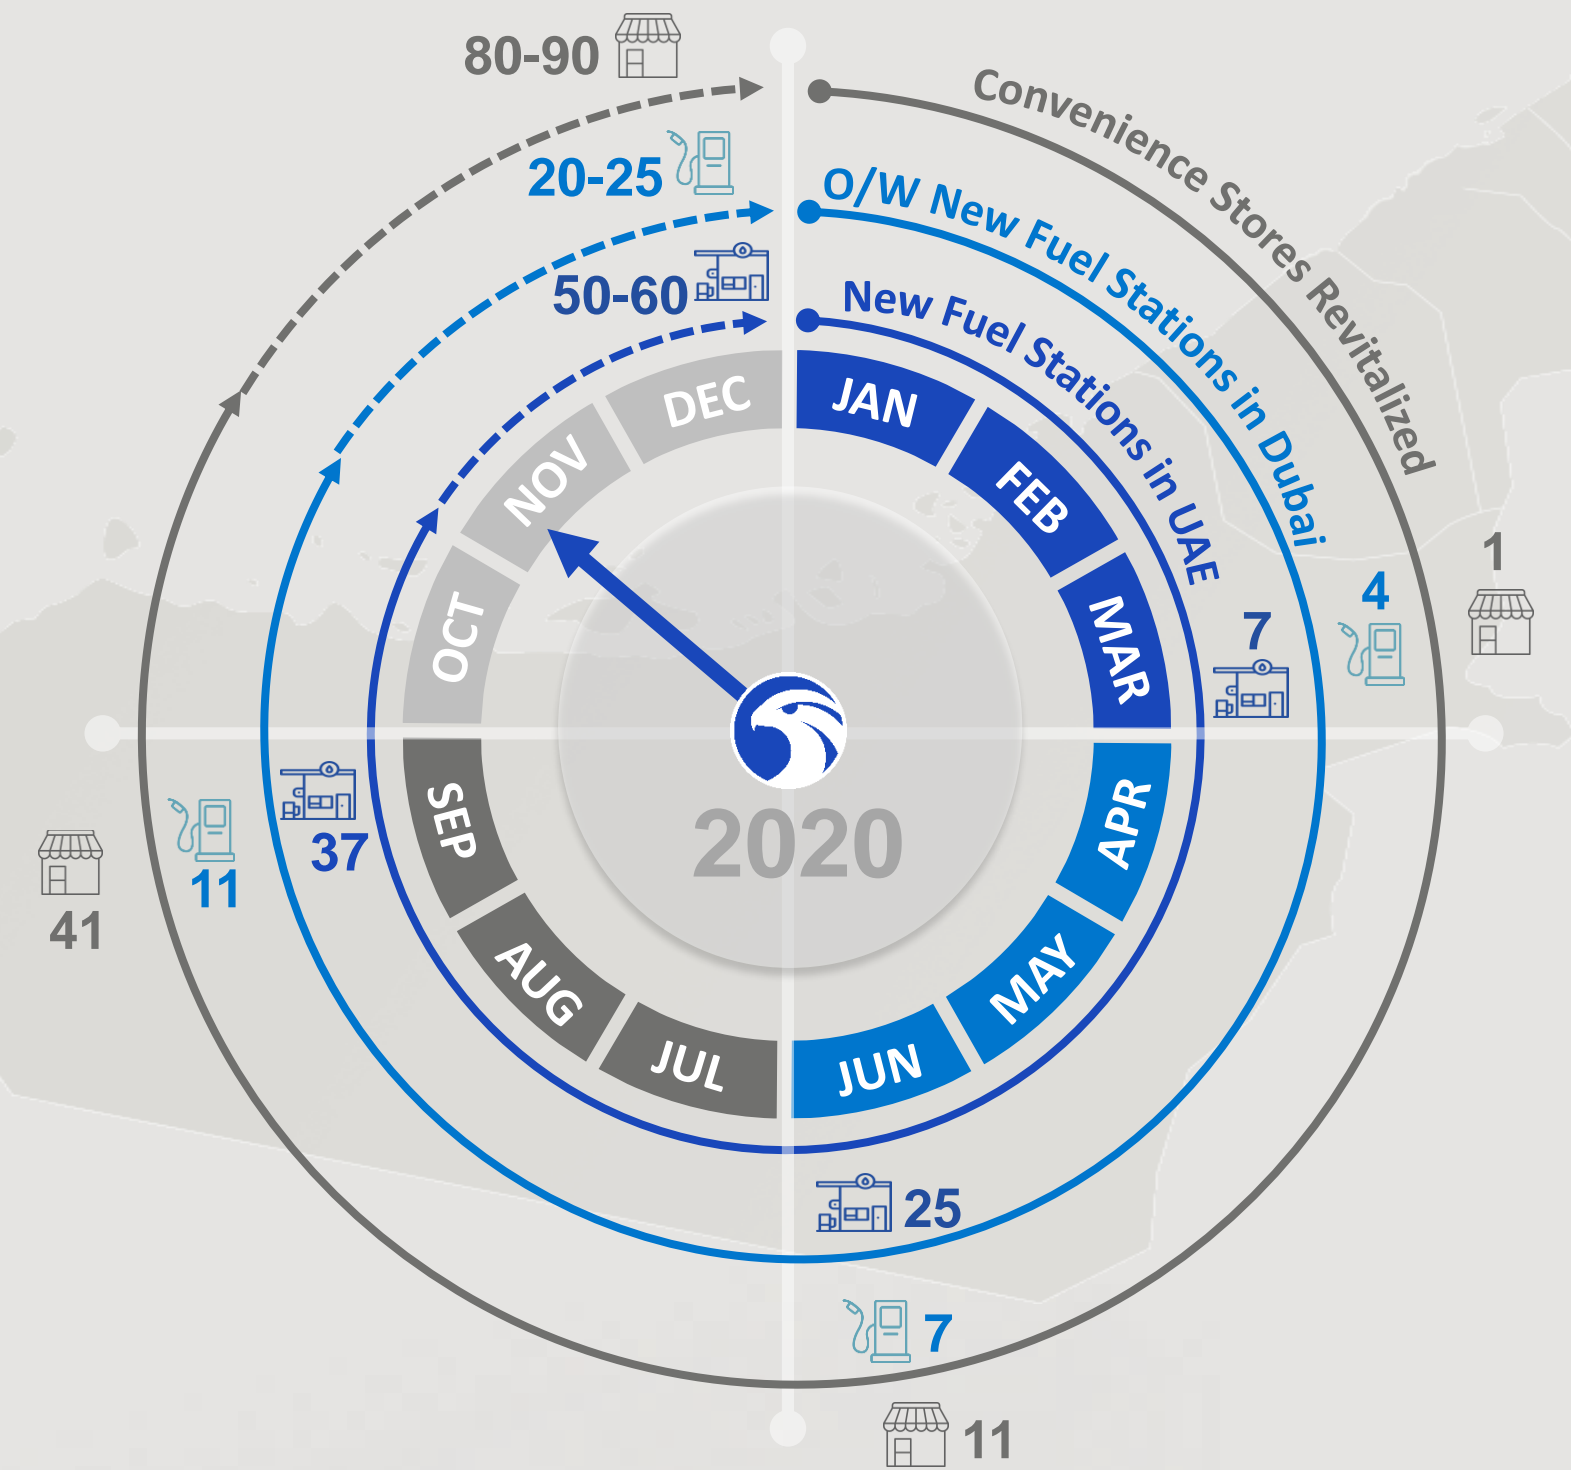 80-90
Convenience Stores Revitalized
20-25
O/W New Fuel Stations in Dubai
50-60
New Fuel Stations in UAE
JAN
FEB
MAR
APR
MAY
JUN
JUL
AUG
SEP
OCT
NOV
DEC
2020
7
4
1
25
7
11
37
11
41